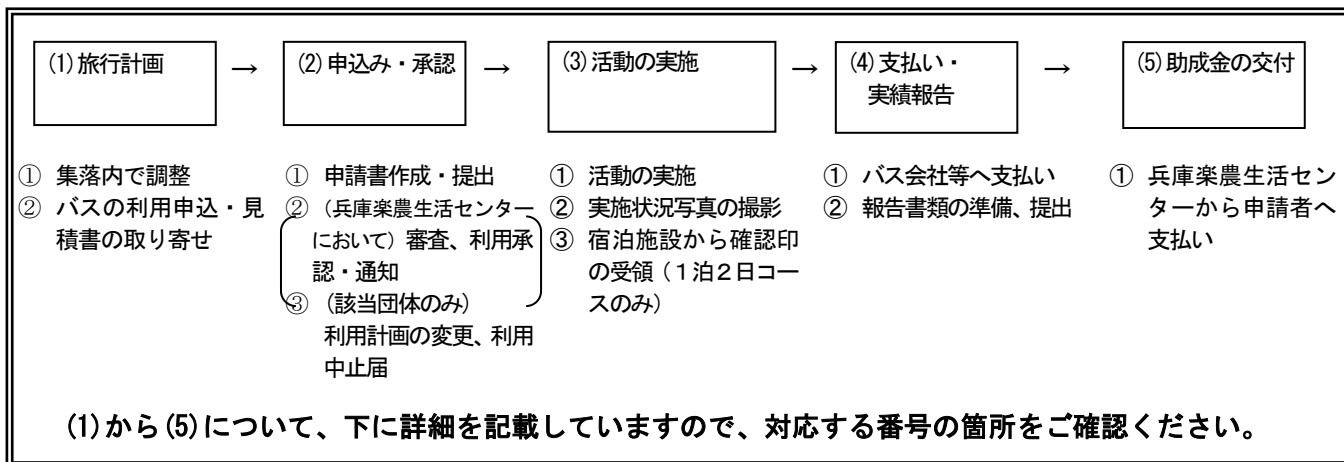 (1)旅行計画
→
(2)申込み・承認
→
(3)活動の実施
→
(4)支払い・
実績報告
→
(5)助成金の交付
① 集落内で調整
② バスの利用申込・見
積書の取り寄せ
① 申請書作成・提出
② （兵庫楽農生活センター
において）審査、利用承
認・通知
③ （該当団体のみ）
利用計画の変更、利用
中止届
① 活動の実施
② 実施状況写真の撮影
③ 宿泊施設から確認印
の受領（１泊２日コー
スのみ）
① バス会社等へ支払い
② 報告書類の準備、提出
① 兵庫楽農生活セン
ターから申請者へ
支払い
(1)から(5)について、下に詳細を記載していますので、対応する番号の箇所をご確認ください。